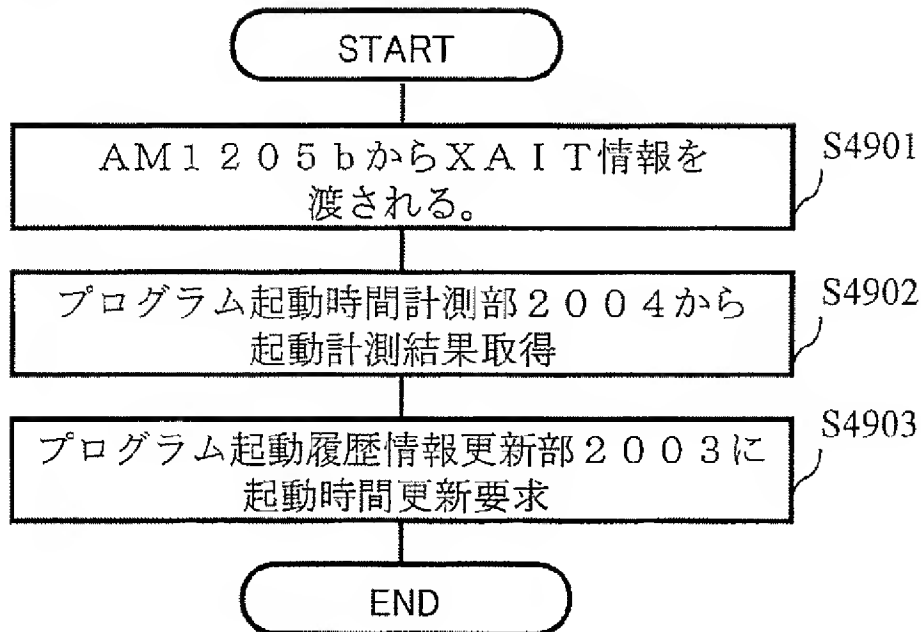 START
AM1205bからXAIT情報を
渡される。
S4901
プログラム起動時間計測部2004から
起動計測結果取得
S4902
プログラム起動履歴情報更新部2003に
起動時間更新要求
S4903
END